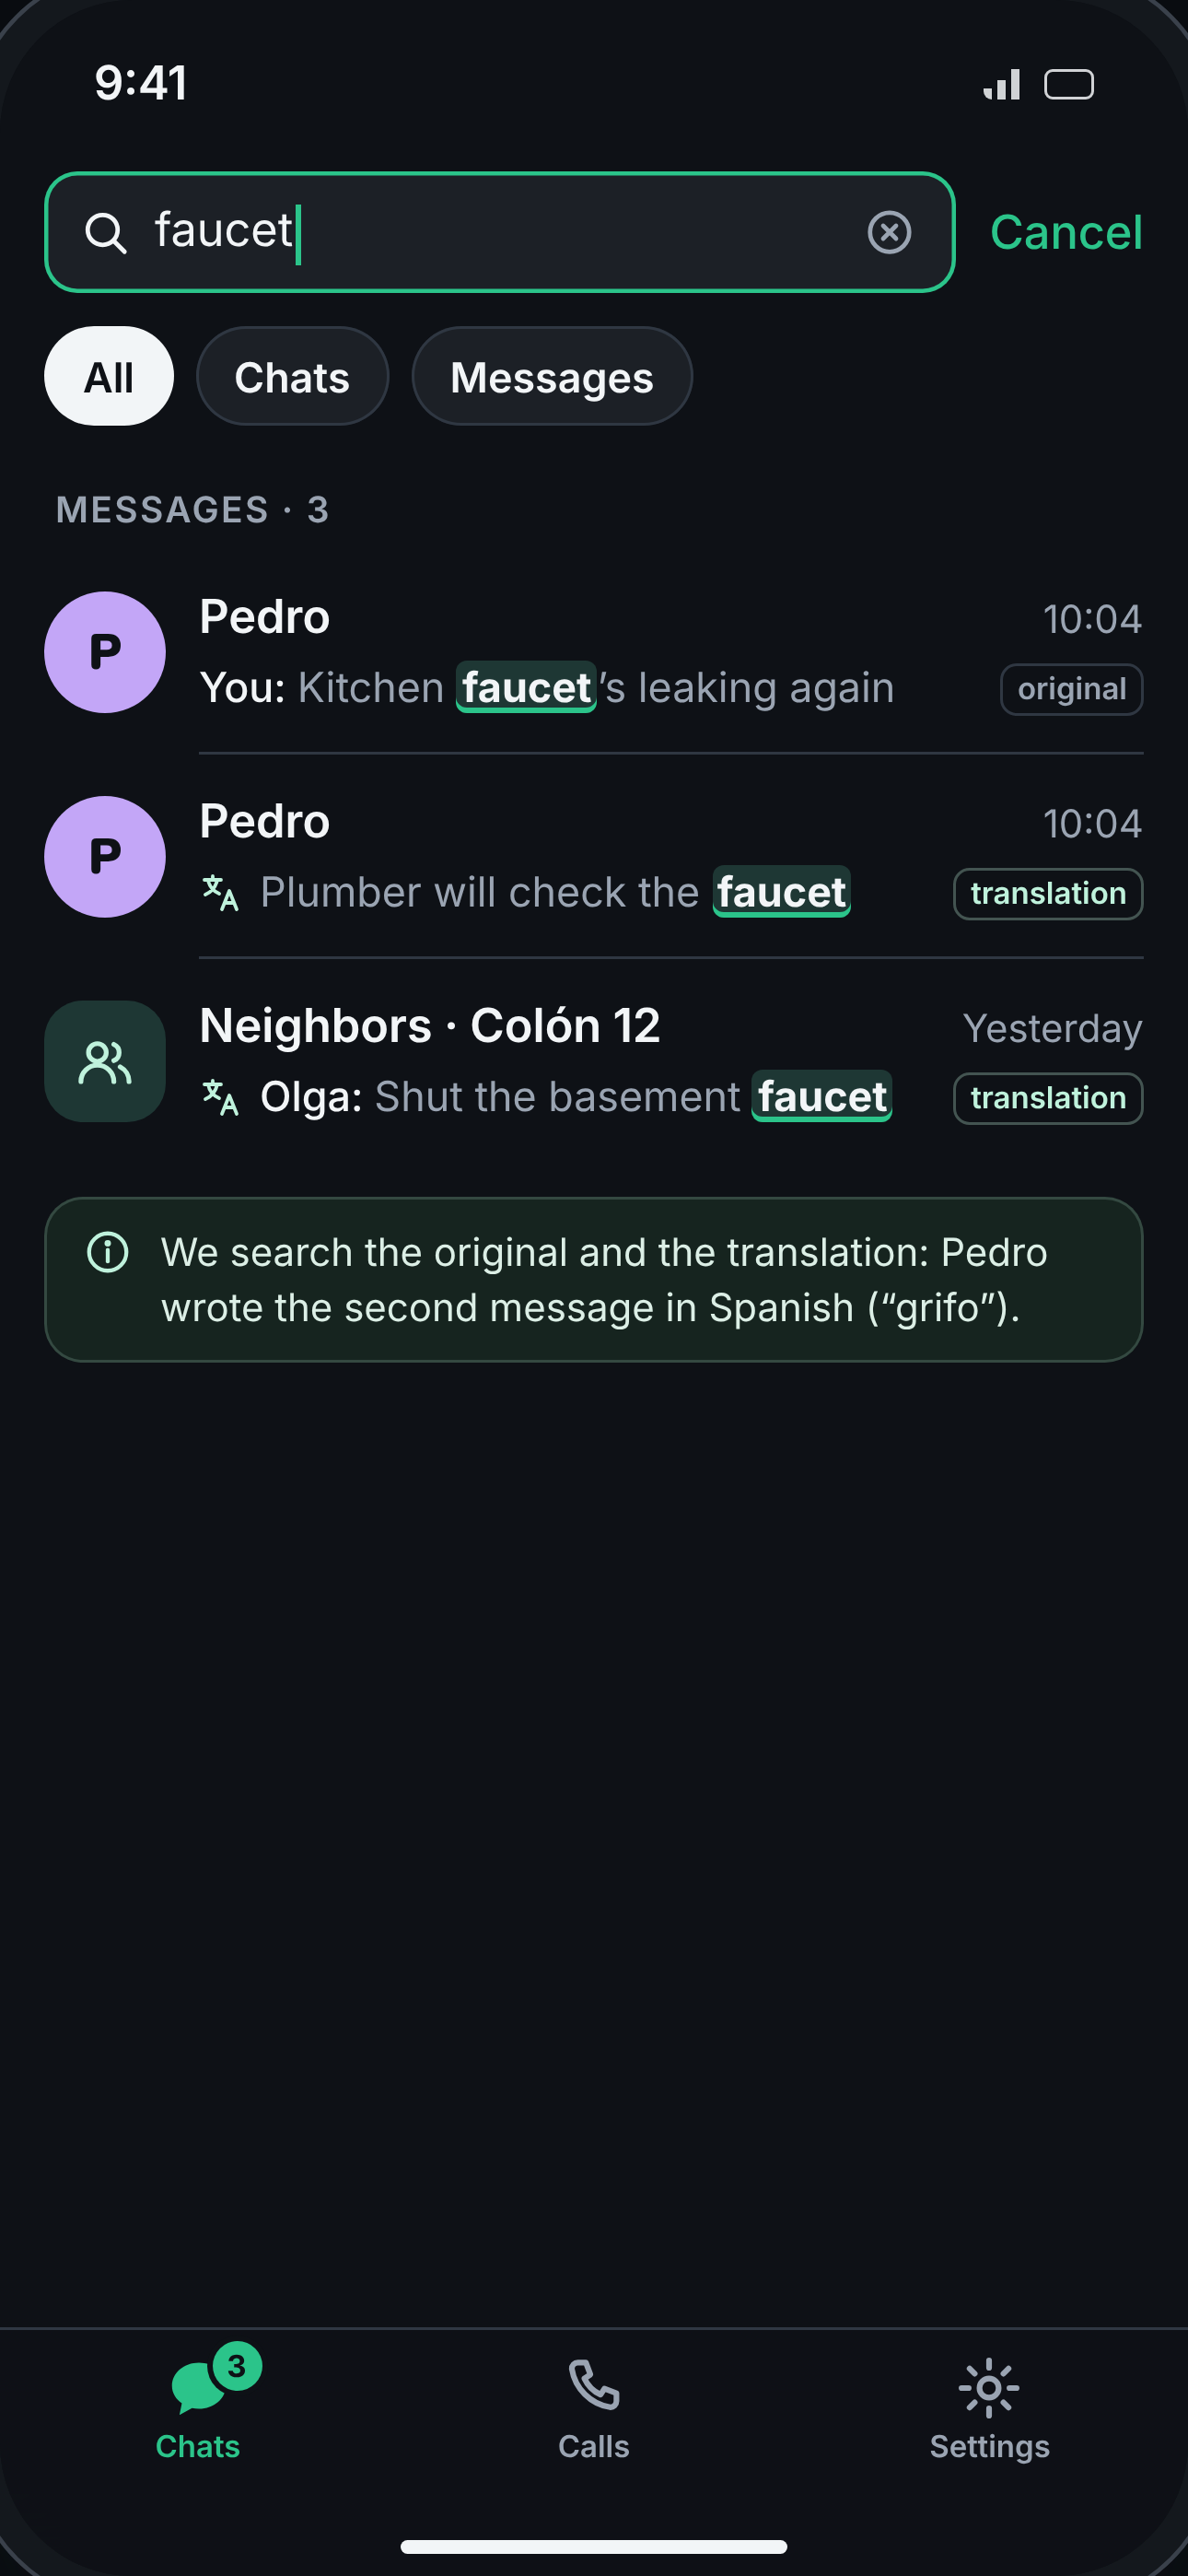 9:41
faucet
Cancel
All
Chats
Messages
MESSAGES · 3
P
Pedro
10:04
You: Kitchen faucet’s leaking again
original
P
Pedro
10:04
Plumber will check the faucet
translation
Neighbors · Colón 12
Yesterday
Olga: Shut the basement faucet
translation
We search the original and the translation: Pedro
wrote the second message in Spanish (“grifo”).
3
Chats
Calls
Settings